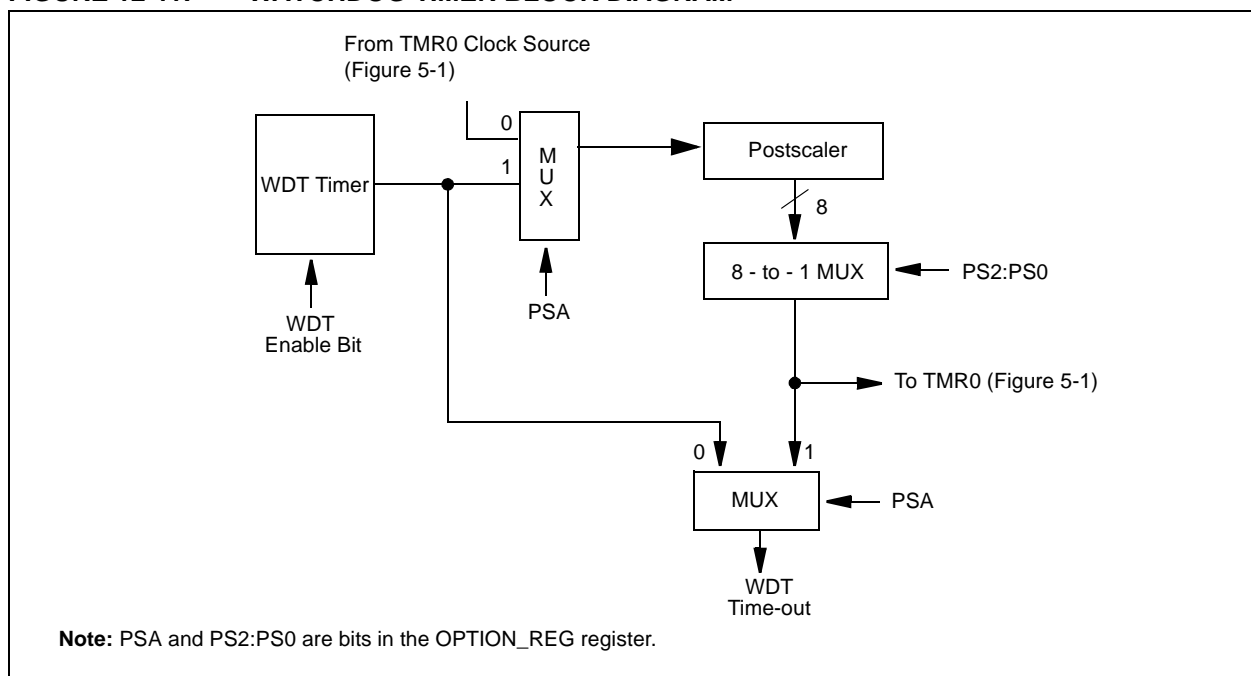 From TMR0 Clock Source
(Figure 5-1)
0
1
M
U
X
WDT Timer
Postscaler
8
8 - to - 1 MUX
PS2:PS0
WDT
Enable Bit
PSA
To TMR0 (Figure 5-1)
0
1
MUX
PSA
WDT
Time-out
Note: PSA and PS2:PS0 are bits in the OPTION_REG register.